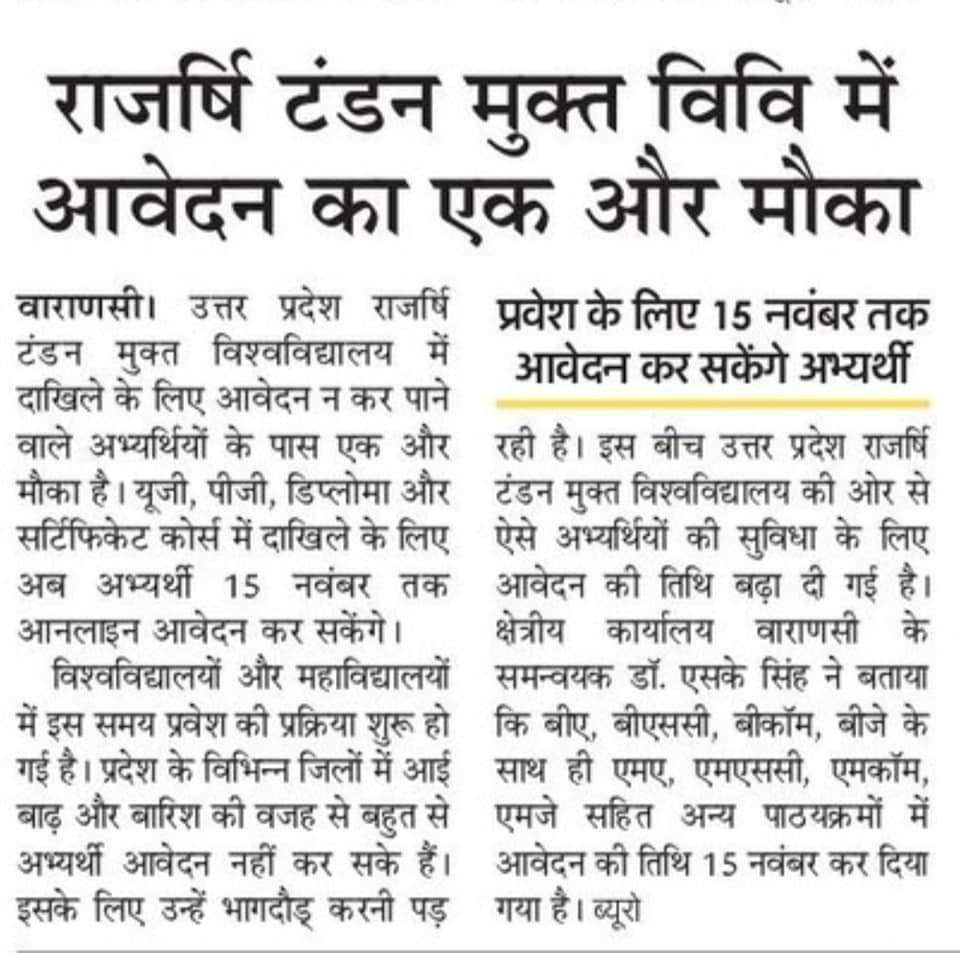 राजर्षि टंडन मुक्त विवि में
आवेदन का एक और मौका
वाराणसी। उत्तर प्रदेश राजर्षि
टंडन मुक्त विश्वविद्यालय में
दाखिले के लिए आवेदन न कर पाने
वाले अभ्यर्थियों के पास एक और
मौका है। यूजी, पीजी, डिप्लोमा और
सर्टिफिकेट कोर्स में दाखिले के लिए
अब अभ्यर्थी 15 नवंबर तक
आनलाइन आवेदन कर सकेंगे।
विश्वविद्यालयों और महाविद्यालयों
में इस समय प्रवेश की प्रक्रिया शुरू हो
गई है। प्रदेश के विभिन्न जिलों में आई
बाढ़ और बारिश की वजह से बहुत से
अभ्यर्थी आवेदन नहीं कर सके हैं।
इसके लिए उन्हें भागदौड़ करनी पड़
प्रवेश के लिए 15 नवंबर तक
आवेदन कर सकेंगे अभ्यर्थी
रही है। इस बीच उत्तर प्रदेश राजर्षि
टंडन मुक्त विश्वविद्यालय की ओर से
ऐसे अभ्यर्थियों की सुविधा के लिए
आवेदन की तिथि बढ़ा दी गई है।
क्षेत्रीय कार्यालय वाराणसी के
समन्वयक डॉ. एसके सिंह ने बताया
कि बीए, बीएससी, बीकॉम, बीजे के
साथ ही एमए, एमएससी, एमकॉम,
एमजे सहित अन्य पाठयक्रमों में
आवेदन की तिथि 15 नवंबर कर दिया
गया है। ब्यूरो